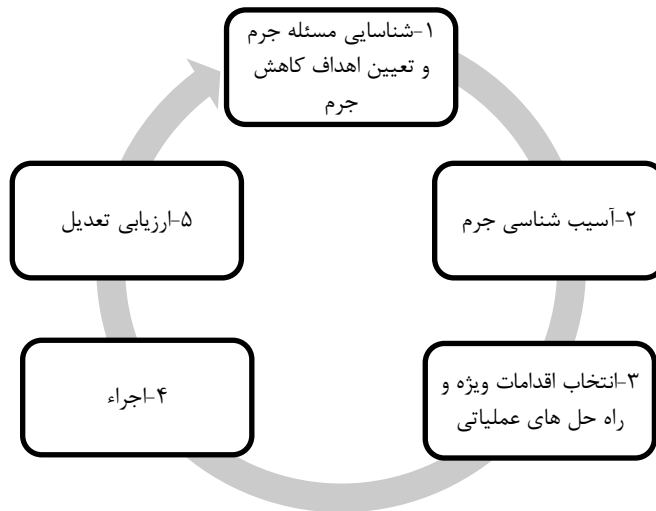 ۱-شناسایی مسئله جرم
و تعیین اهداف کاهش
جرم
۲-آسیب شناسی جرم
۳-انتخاب اقدامات ویژه و
راه حل های عملیاتی
۴-اجراء
۵-ارزیابی تعدیل